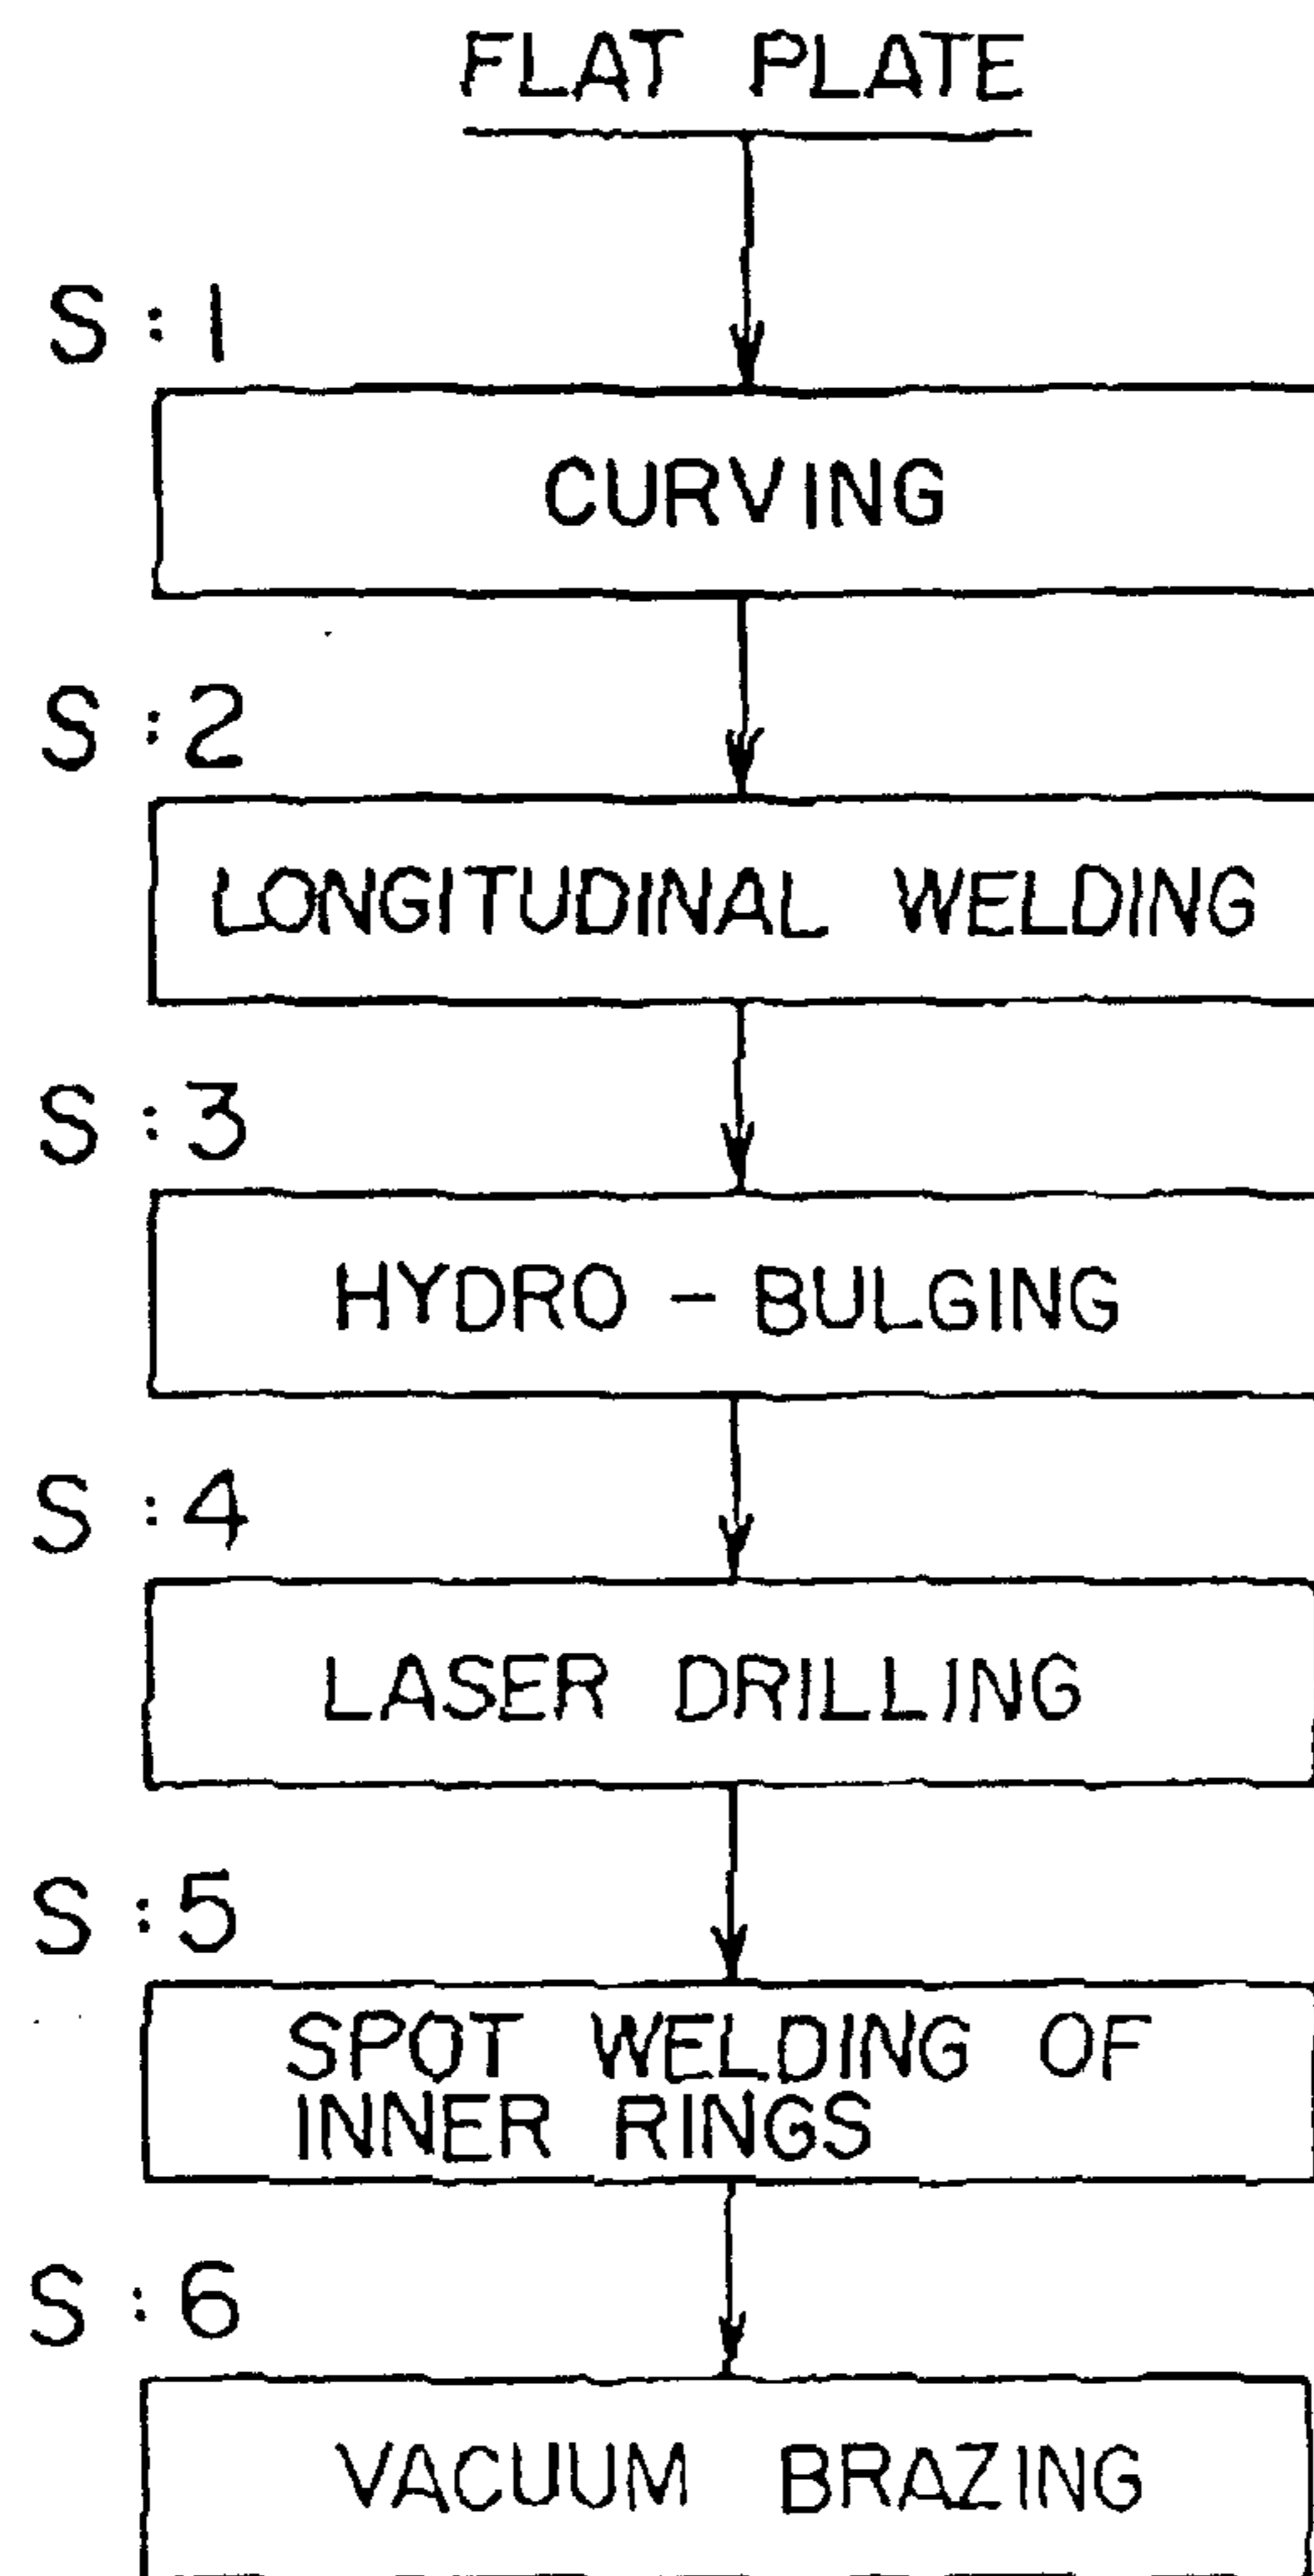 FLAT PLATE
S : 1
CURVING
S : 2
LONGITUDINAL WELDING
S : 3
HYDRO - BULGING
S : 4
LASER DRILLING
S : 5
SPOT WELDING OF
INNER RINGS
S : 6
VACUUM BRAZING